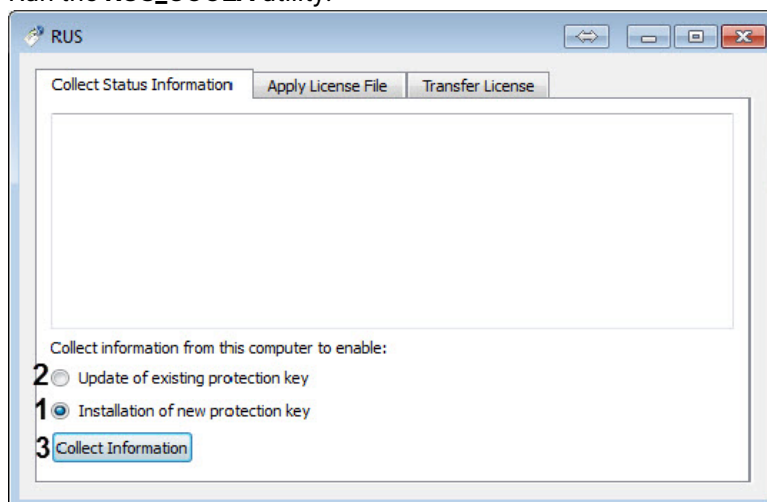 RUS
Collect Status Information Apply License File Transfer License
Collect information from this computer to enable:
2 Update of existing protection key
1 Installation of new protection key
3 Collect Information